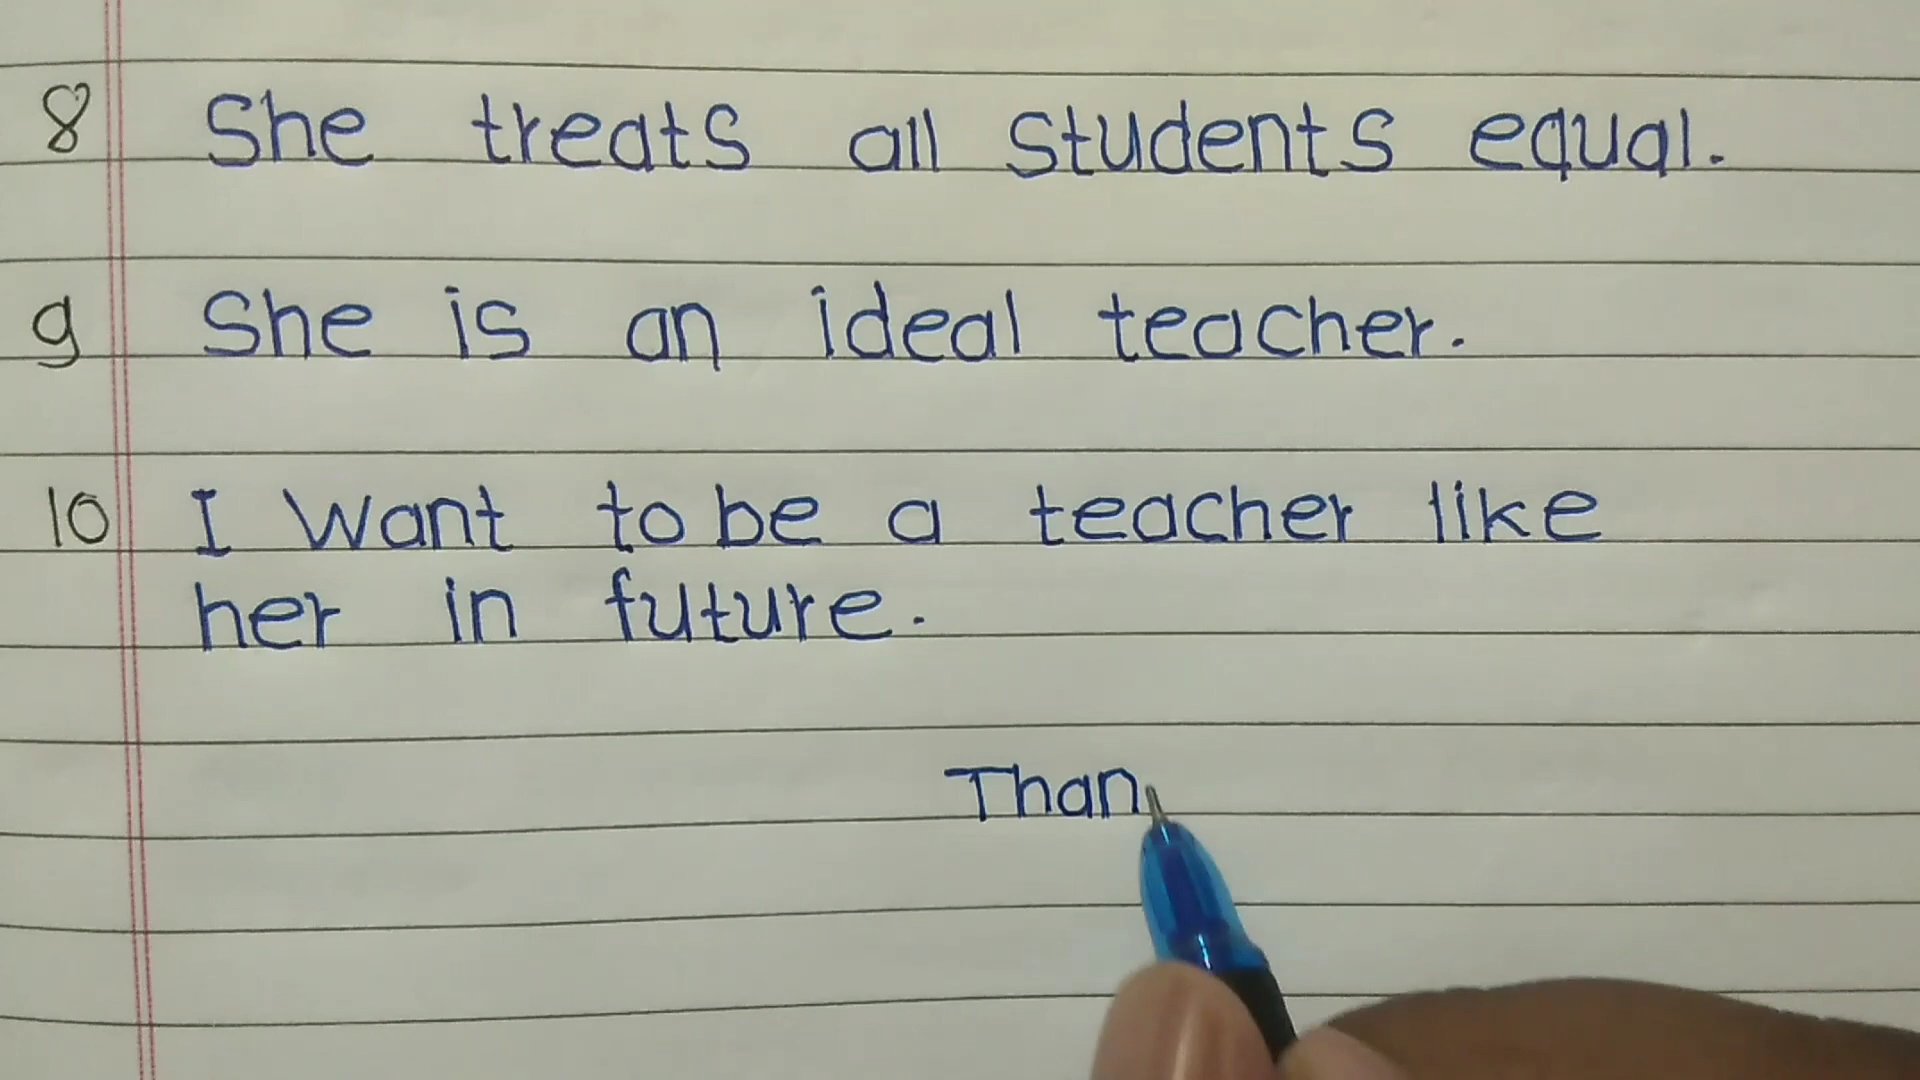 8 She treats all students equal.
9 She is an ideal teacher.
10 I want to be a teacher like
her in future.
Than